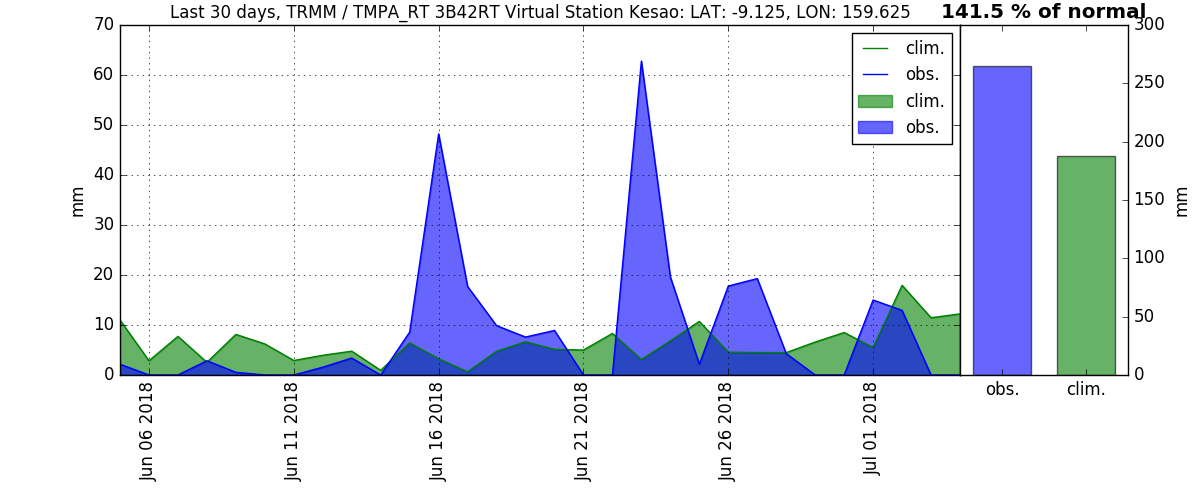 Last 30 days, TRMM / TMPA_RT 3B42RT Virtual Station Kesao: LAT: -9.125, LON: 159.625
141.5 % of normal
70
60
50
40
30
20
10
0
mm
clim.
obs.
clim.
obs.
Jun 06 2018
Jun 11 2018
Jun 16 2018
Jun 21 2018
Jun 26 2018
Jul 01 2018
300
250
200
150
100
50
0
mm
obs.
clim.